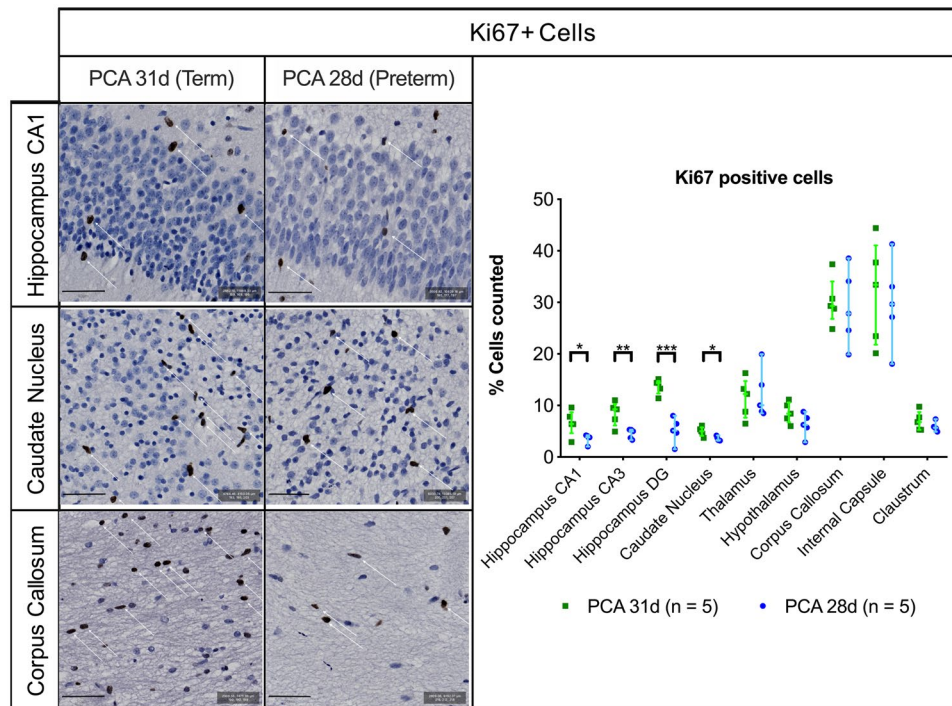 Ki67+ Cells
PCA 31d (Term)
PCA 28d (Preterm)
Hippocampus CA1
Caudate Nucleus
Corpus Callosum
Ki67 positive cells
% Cells counted
50
40
30
20
10
0
*
**
***
*
Hippocampus CA1
Hippocampus CA3
Hippocampus DG
Caudate Nucleus
Thalamus
Hypothalamus
Corpus Callosum
Internal Capsule
Claustrum
PCA 31d (n = 5)
PCA 28d (n = 5)